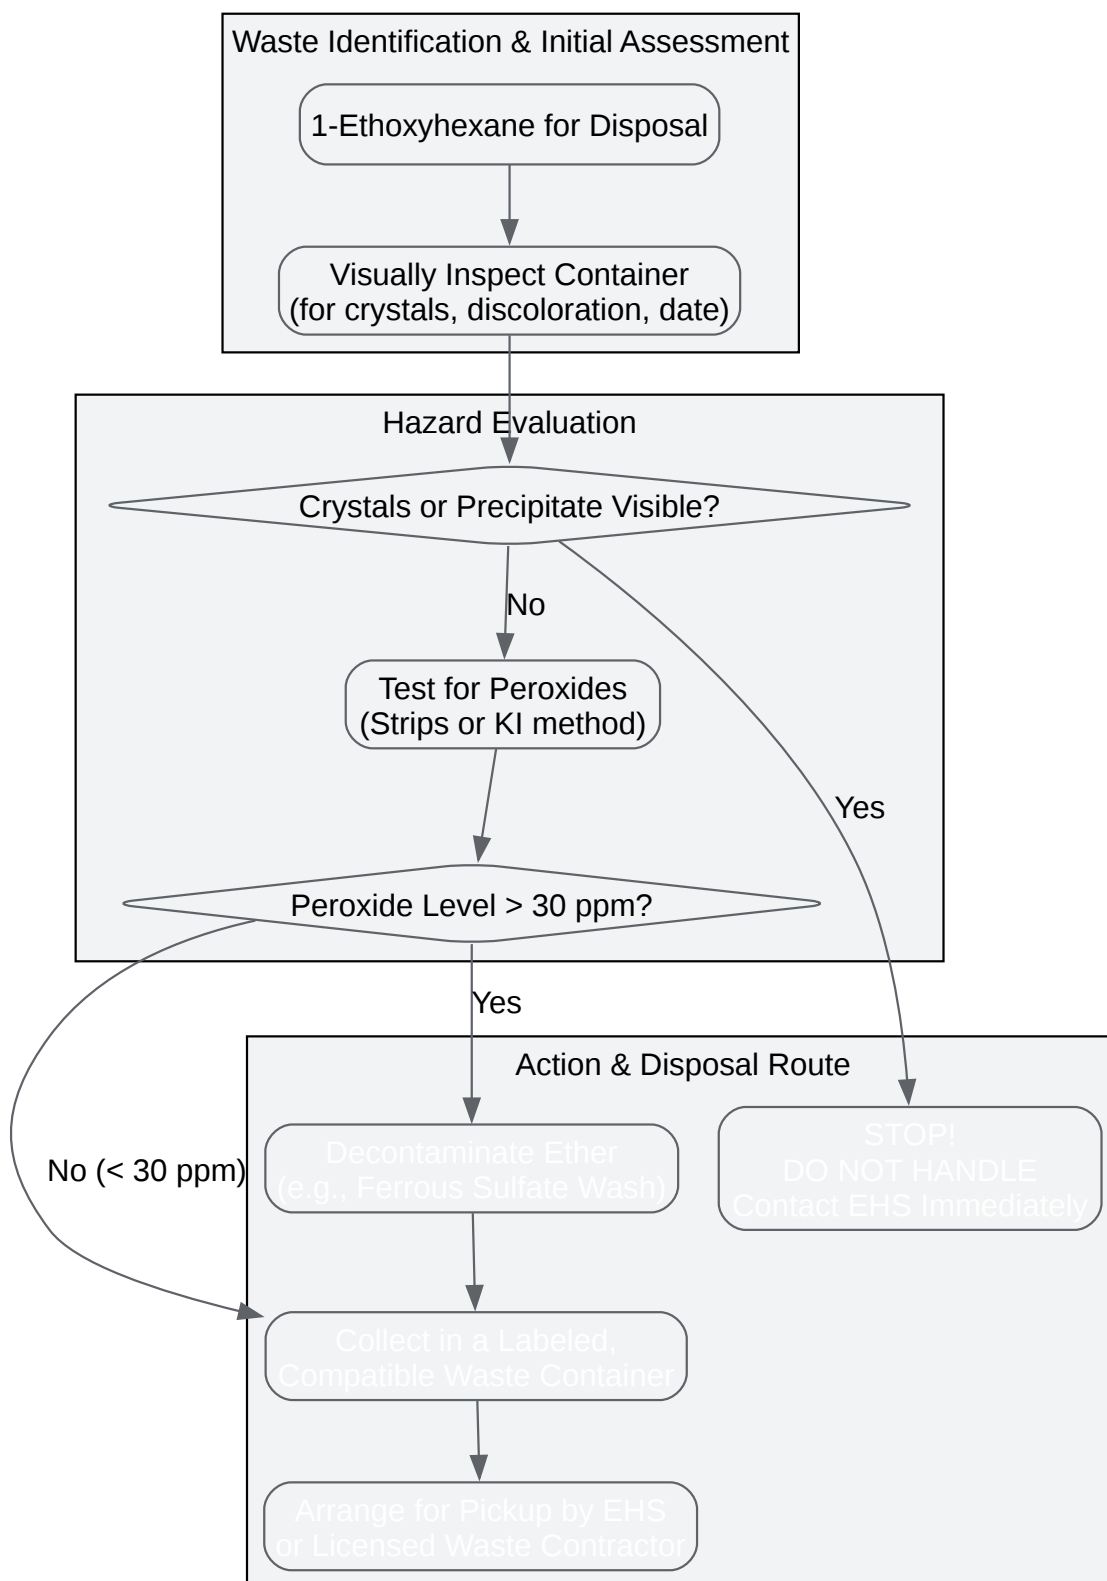 Waste Identification & Initial Assessment
1-Ethoxyhexane for Disposal
Visually Inspect Container
(for crystals, discoloration, date)
Hazard Evaluation
Crystals or Precipitate Visible?
No
Test for Peroxides
(Strips or KI method)
Yes
Peroxide Level > 30 ppm?
Yes
Action & Disposal Route
Decontaminate Ether
(e.g., Ferrous Sulfate Wash)
STOP!
DO NOT HANDLE
Contact EHS Immediately
No (< 30 ppm)
Collect in a Labeled,
Compatible Waste Container
Arrange for Pickup by EHS
or Licensed Waste Contractor